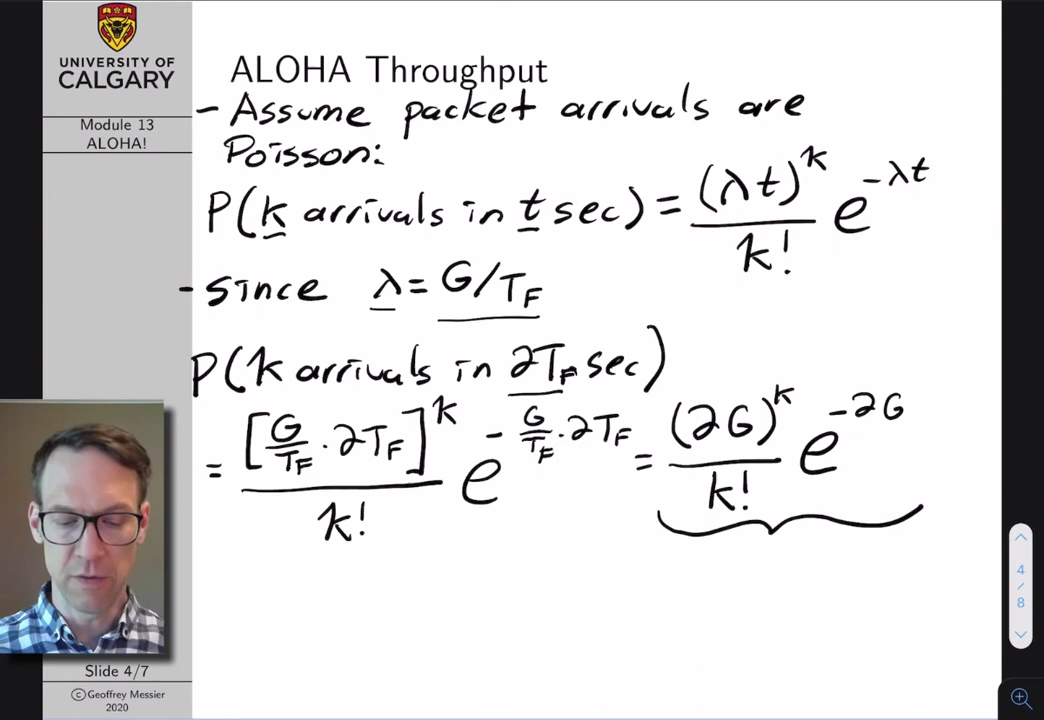 UNIVERSITY OF
CALGARY
Module 13
ALOHA!
ALOHA Throughput
- Assume packet arrivals are
Poisson:
P(k arrivals in t sec) = (λt)^k / k! e^-λt
- since λ = G/T_F
P(k arrivals in 2T_F sec)
= [G/T_F · 2T_F]^k / k! e^-G/T_F · 2T_F = (2G)^k / k! e^-2G
Slide 4/7
© Geoffrey Messier
2020
4
/
8